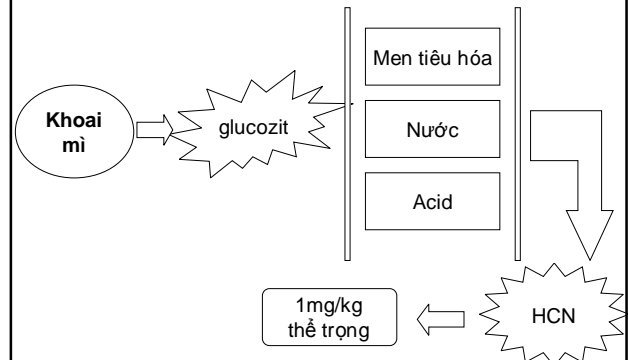 Khoai
mì
glucozit
Men tiêu hóa
Nước
Acid
HCN
1mg/kg
thể trọng